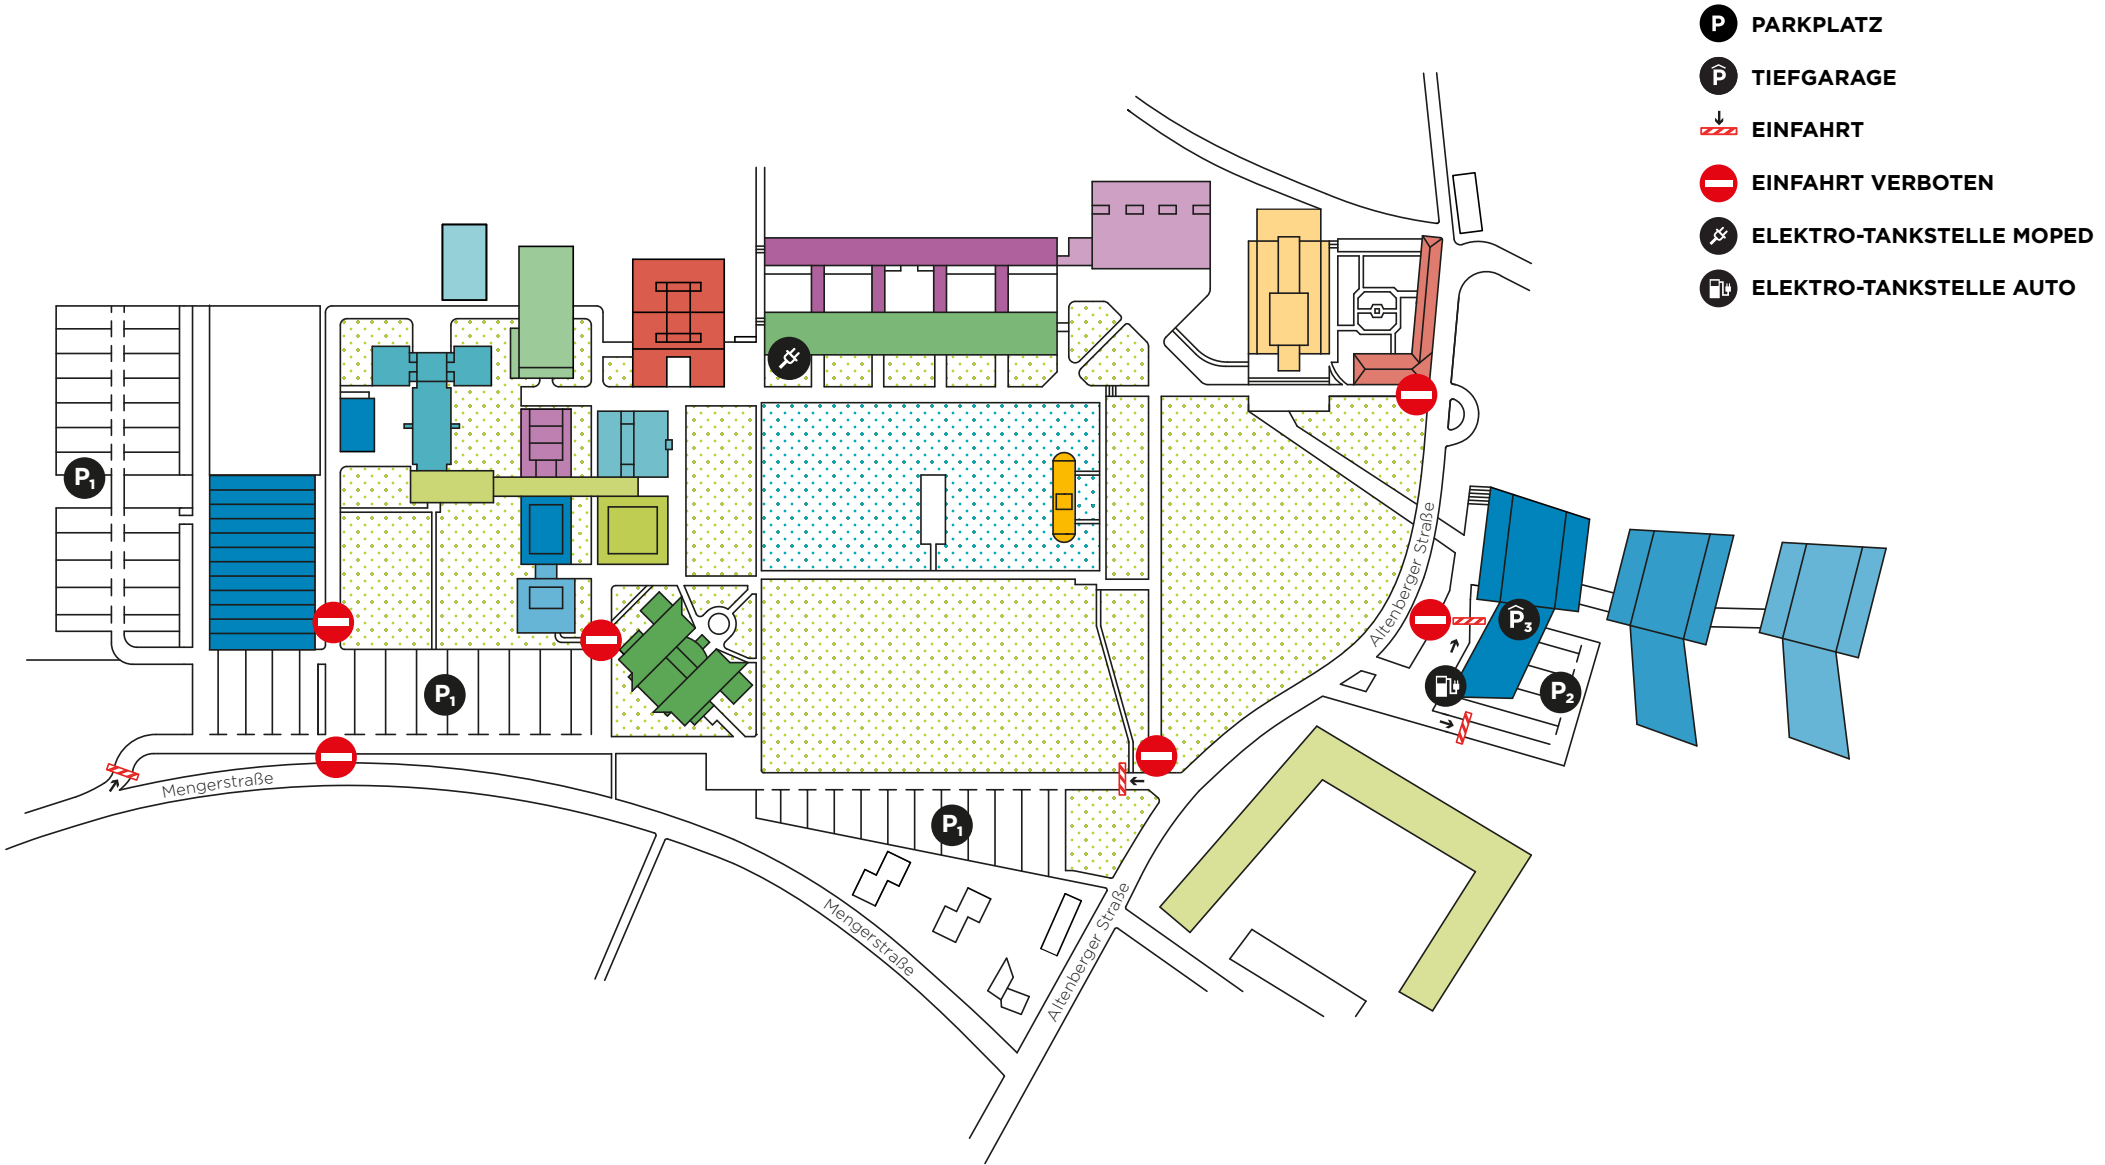 P PARKPLATZ
P TIEFGARAGE
EINFAHRT
EINFAHRT VERBOTEN
ELEKTRO-TANKSTELLE MOPED
ELEKTRO-TANKSTELLE AUTO
P1
Altenberger Straße
P3
P1
P2
Mengerstraße
P1
Mengerstraße
Altenberger Straße